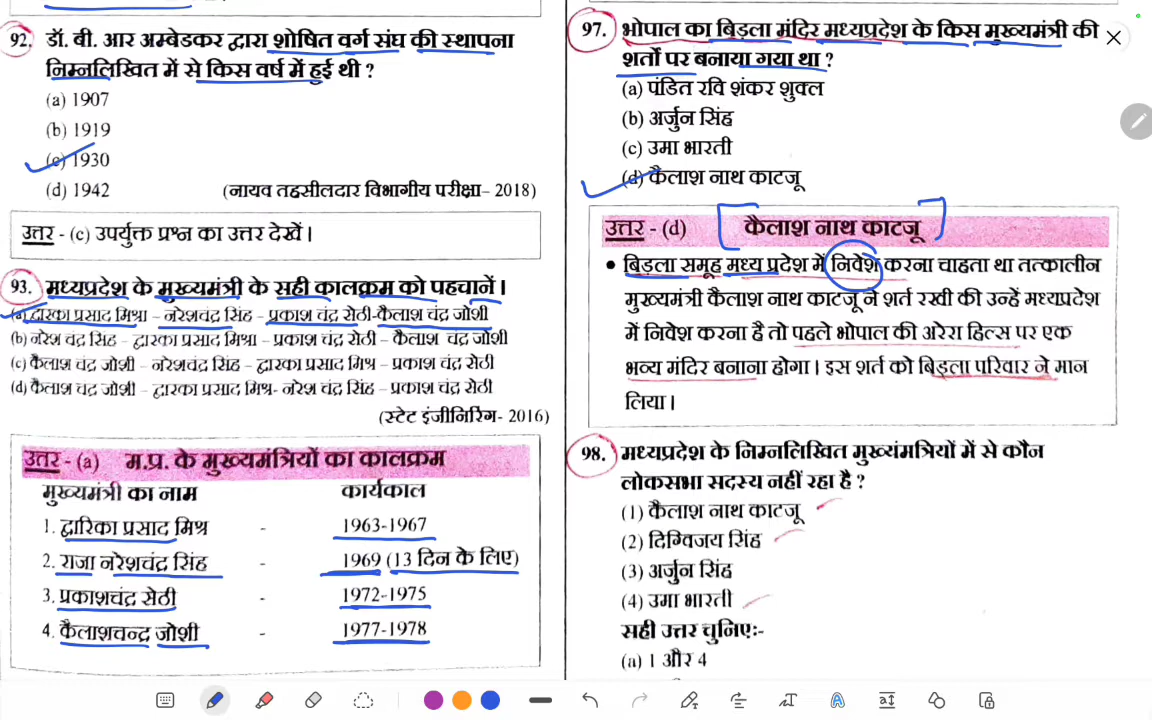 92. डॉ. बी. आर अम्बेडकर द्वारा शोषित वर्ग संघ की स्थापना
निम्नलिखित में से किस वर्ष में हुई थी ?
(a) 1907
(b) 1919
(c) 1930
(d) 1942 (नायव तहसीलदार विभागीय परीक्षा- 2018)
उत्तर - (c) उपर्युक्त प्रश्न का उत्तर देखें।
93. मध्यप्रदेश के मुख्यमंत्री के सही कालक्रम को पहचानें।
(a) द्वारका प्रसाद मिश्रा – नरेशचंद्र सिंह - प्रकाश चंद्र सेठी-कैलाश चंद्र जोशी
(b) नरेश चंद्र सिंह – द्वारका प्रसाद मिश्रा – प्रकाश चंद्र सेठी – कैलाश चंद्र जोशी
(c) कैलाश चंद्र जोशी – नरेशचंद्र सिंह – द्वारका प्रसाद मिश्र – प्रकाश चंद्र सेठी
(d) कैलाश चंद्र जोशी – द्वारका प्रसाद मिश्र- नरेश चंद्र सिंह – प्रकाश चंद्र सेठी
(स्टेट इंजीनिरिंग- 2016)
उत्तर - (a) म.प्र. के मुख्यमंत्रियों का कालक्रम
मुख्यमंत्री का नाम कार्यकाल
1. द्वारिका प्रसाद मिश्र - 1963-1967
2. राजा नरेशचंद्र सिंह - 1969 (13 दिन के लिए)
3. प्रकाशचंद्र सेठी - 1972-1975
4. कैलाशचन्द्र जोशी - 1977-1978
97. भोपाल का बिड़ला मंदिर मध्यप्रदेश के किस मुख्यमंत्री की
शर्तों पर बनाया गया था ?
(a) पंडित रवि शंकर शुक्ल
(b) अर्जुन सिंह
(c) उमा भारती
(d) कैलाश नाथ काटजू
उत्तर - (d) कैलाश नाथ काटजू
• बिड़ला समूह मध्य प्रदेश में निवेश करना चाहता था तत्कालीन
मुख्यमंत्री कैलाश नाथ काटजू ने शर्त रखी की उन्हें मध्यप्रदेश
में निवेश करना है तो पहले भोपाल की अरेरा हिल्स पर एक
भव्य मंदिर बनाना होगा। इस शर्त को बिड़ला परिवार ने मान
लिया।
98. मध्यप्रदेश के निम्नलिखित मुख्यंमत्रियों में से कौन
लोकसभा सदस्य नहीं रहा है ?
(1) कैलाश नाथ काटजू
(2) दिग्विजय सिंह
(3) अर्जुन सिंह
(4) उमा भारती
सही उत्तर चुनिए:-
(a) 1 और 4